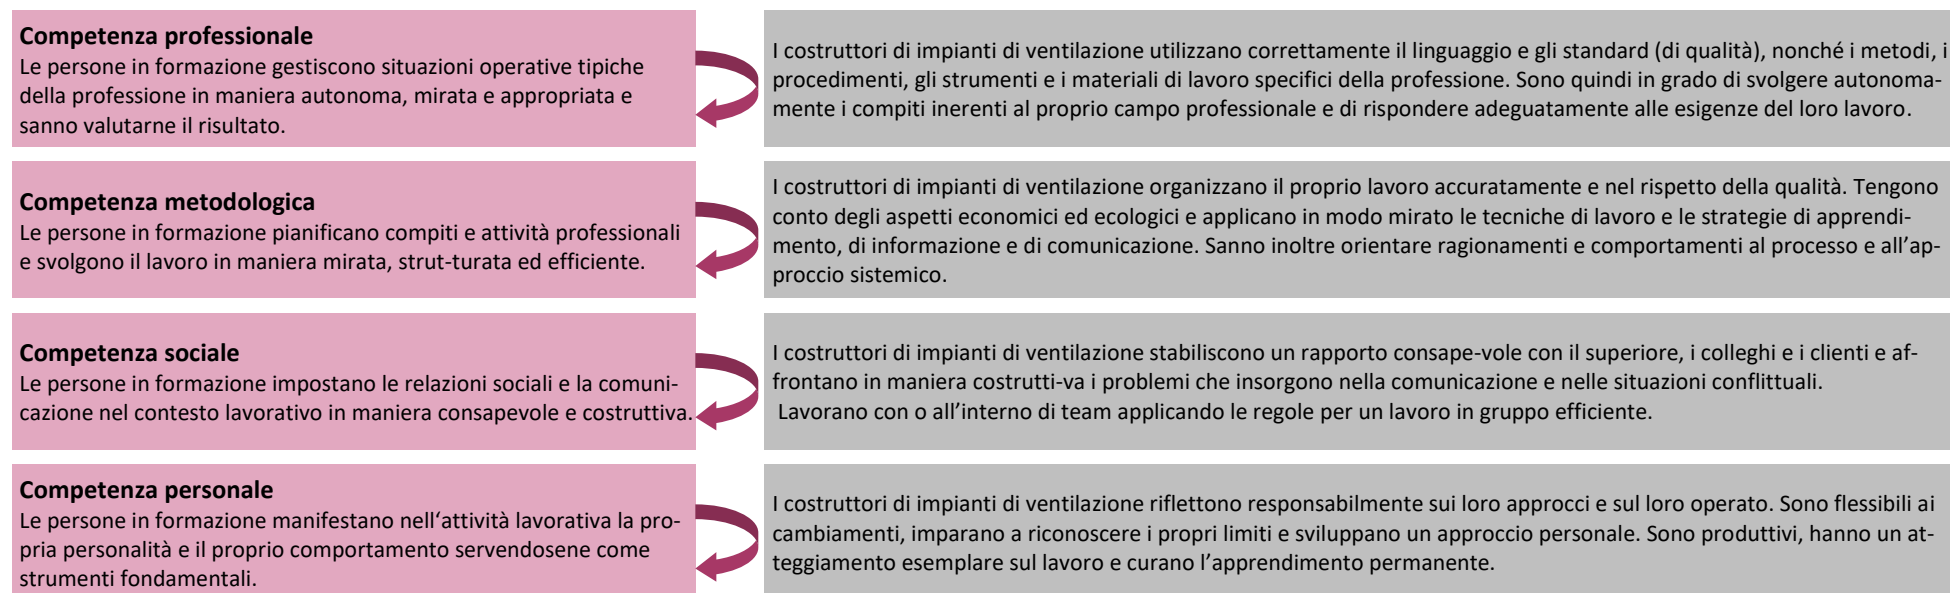 Competenza professionale
Le persone in formazione gestiscono situazioni operative tipiche
della professione in maniera autonoma, mirata e appropriata e
sanno valutarne il risultato.
I costruttori di impianti di ventilazione utilizzano correttamente il linguaggio e gli standard (di qualità), nonché i metodi, i
procedimenti, gli strumenti e i materiali di lavoro specifici della professione. Sono quindi in grado di svolgere autonoma-
mente i compiti inerenti al proprio campo professionale e di rispondere adeguatamente alle esigenze del loro lavoro.
Competenza metodologica
Le persone in formazione pianificano compiti e attività professionali
e svolgono il lavoro in maniera mirata, strut-turata ed efficiente.
I costruttori di impianti di ventilazione organizzano il proprio lavoro accuratamente e nel rispetto della qualità. Tengono
conto degli aspetti economici ed ecologici e applicano in modo mirato le tecniche di lavoro e le strategie di apprendi-
mento, di informazione e di comunicazione. Sanno inoltre orientare ragionamenti e comportamenti al processo e all’ap-
proccio sistemico.
Competenza sociale
Le persone in formazione impostano le relazioni sociali e la comuni-
cazione nel contesto lavorativo in maniera consapevole e costruttiva.
I costruttori di impianti di ventilazione stabiliscono un rapporto consape-vole con il superiore, i colleghi e i clienti e af-
frontano in maniera costrutti-va i problemi che insorgono nella comunicazione e nelle situazioni conflittuali.
Lavorano con o all’interno di team applicando le regole per un lavoro in gruppo efficiente.
Competenza personale
Le persone in formazione manifestano nell‘attività lavorativa la pro-
pria personalità e il proprio comportamento servendosene come
strumenti fondamentali.
I costruttori di impianti di ventilazione riflettono responsabilmente sui loro approcci e sul loro operato. Sono flessibili ai
cambiamenti, imparano a riconoscere i propri limiti e sviluppano un approccio personale. Sono produttivi, hanno un at-
teggiamento esemplare sul lavoro e curano l’apprendimento permanente.